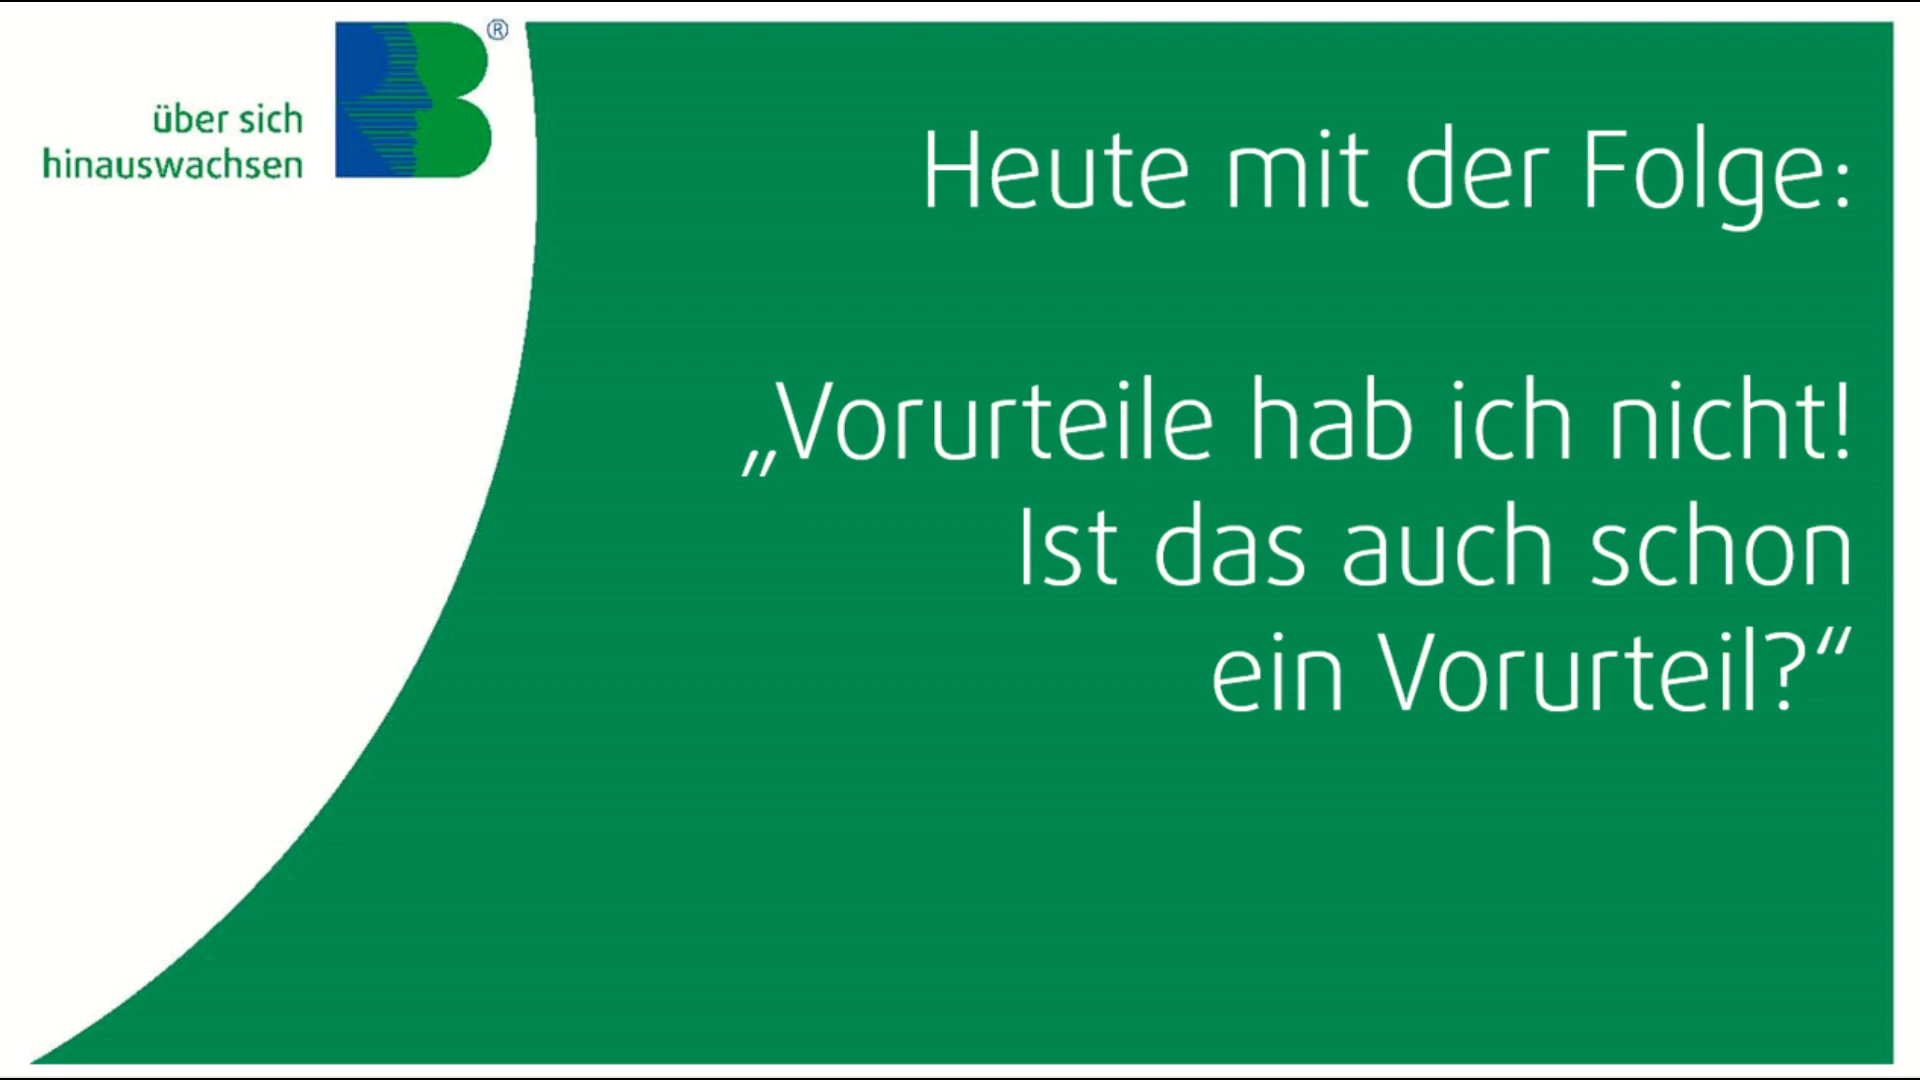 über sich
hinauswachsen
B®
Heute mit der Folge:
„Vorurteile hab ich nicht!
Ist das auch schon
ein Vorurteil?“